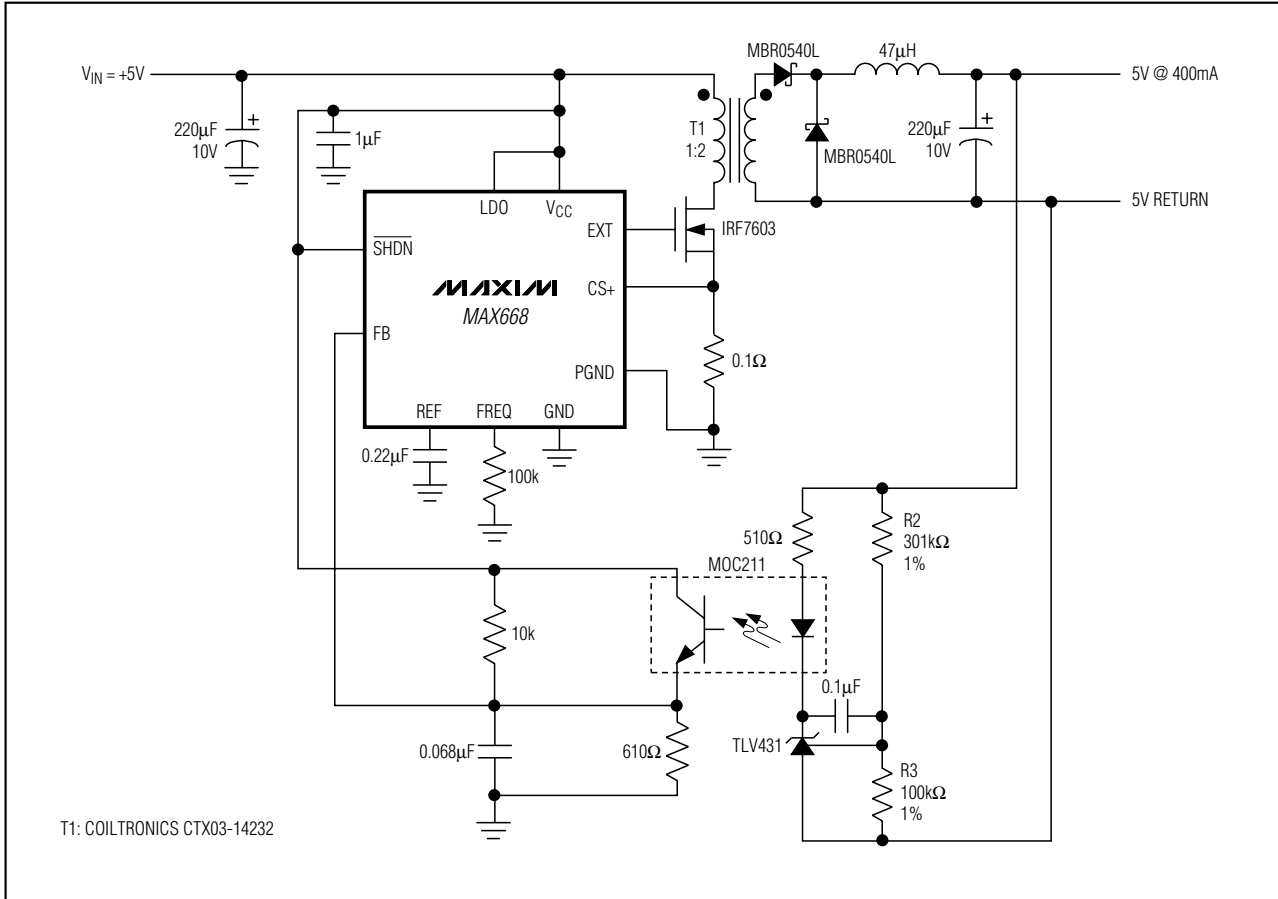 V_IN = +5V
220µF
10V
1µF
T1
1:2
MBR0540L
47µH
MBR0540L
220µF
10V
5V @ 400mA
5V RETURN
LDO
VCC
EXT
IRF7603
SHDN
MAXIM
MAX668
CS+
FB
0.1Ω
PGND
REF
FREQ
GND
0.22µF
100k
510Ω
R2
301kΩ
1%
MOC211
10k
0.1µF
0.068µF
610Ω
TLV431
R3
100kΩ
1%
T1: COILTRONICS CTX03-14232